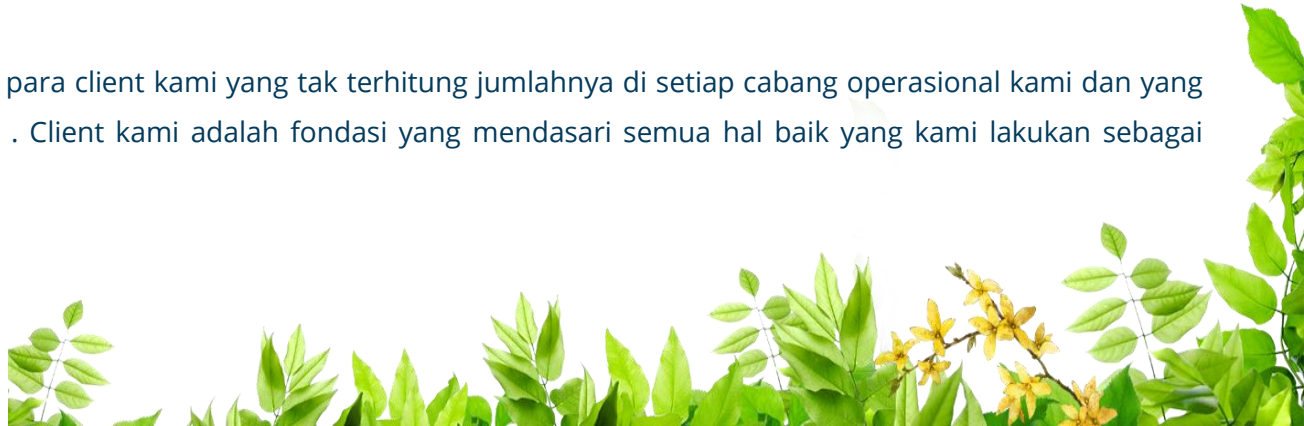 para client kami yang tak terhitung jumlahnya di setiap cabang operasional kami dan yang
. Client kami adalah fondasi yang mendasari semua hal baik yang kami lakukan sebagai